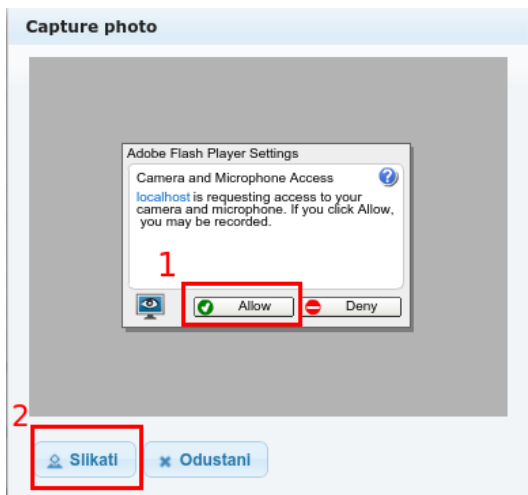 Capture photo
Adobe Flash Player Settings
Camera and Microphone Access
?
localhost is requesting access to your
camera and microphone. If you click Allow,
you may be recorded.
1
Allow
Deny
2
Slikati
Odustani